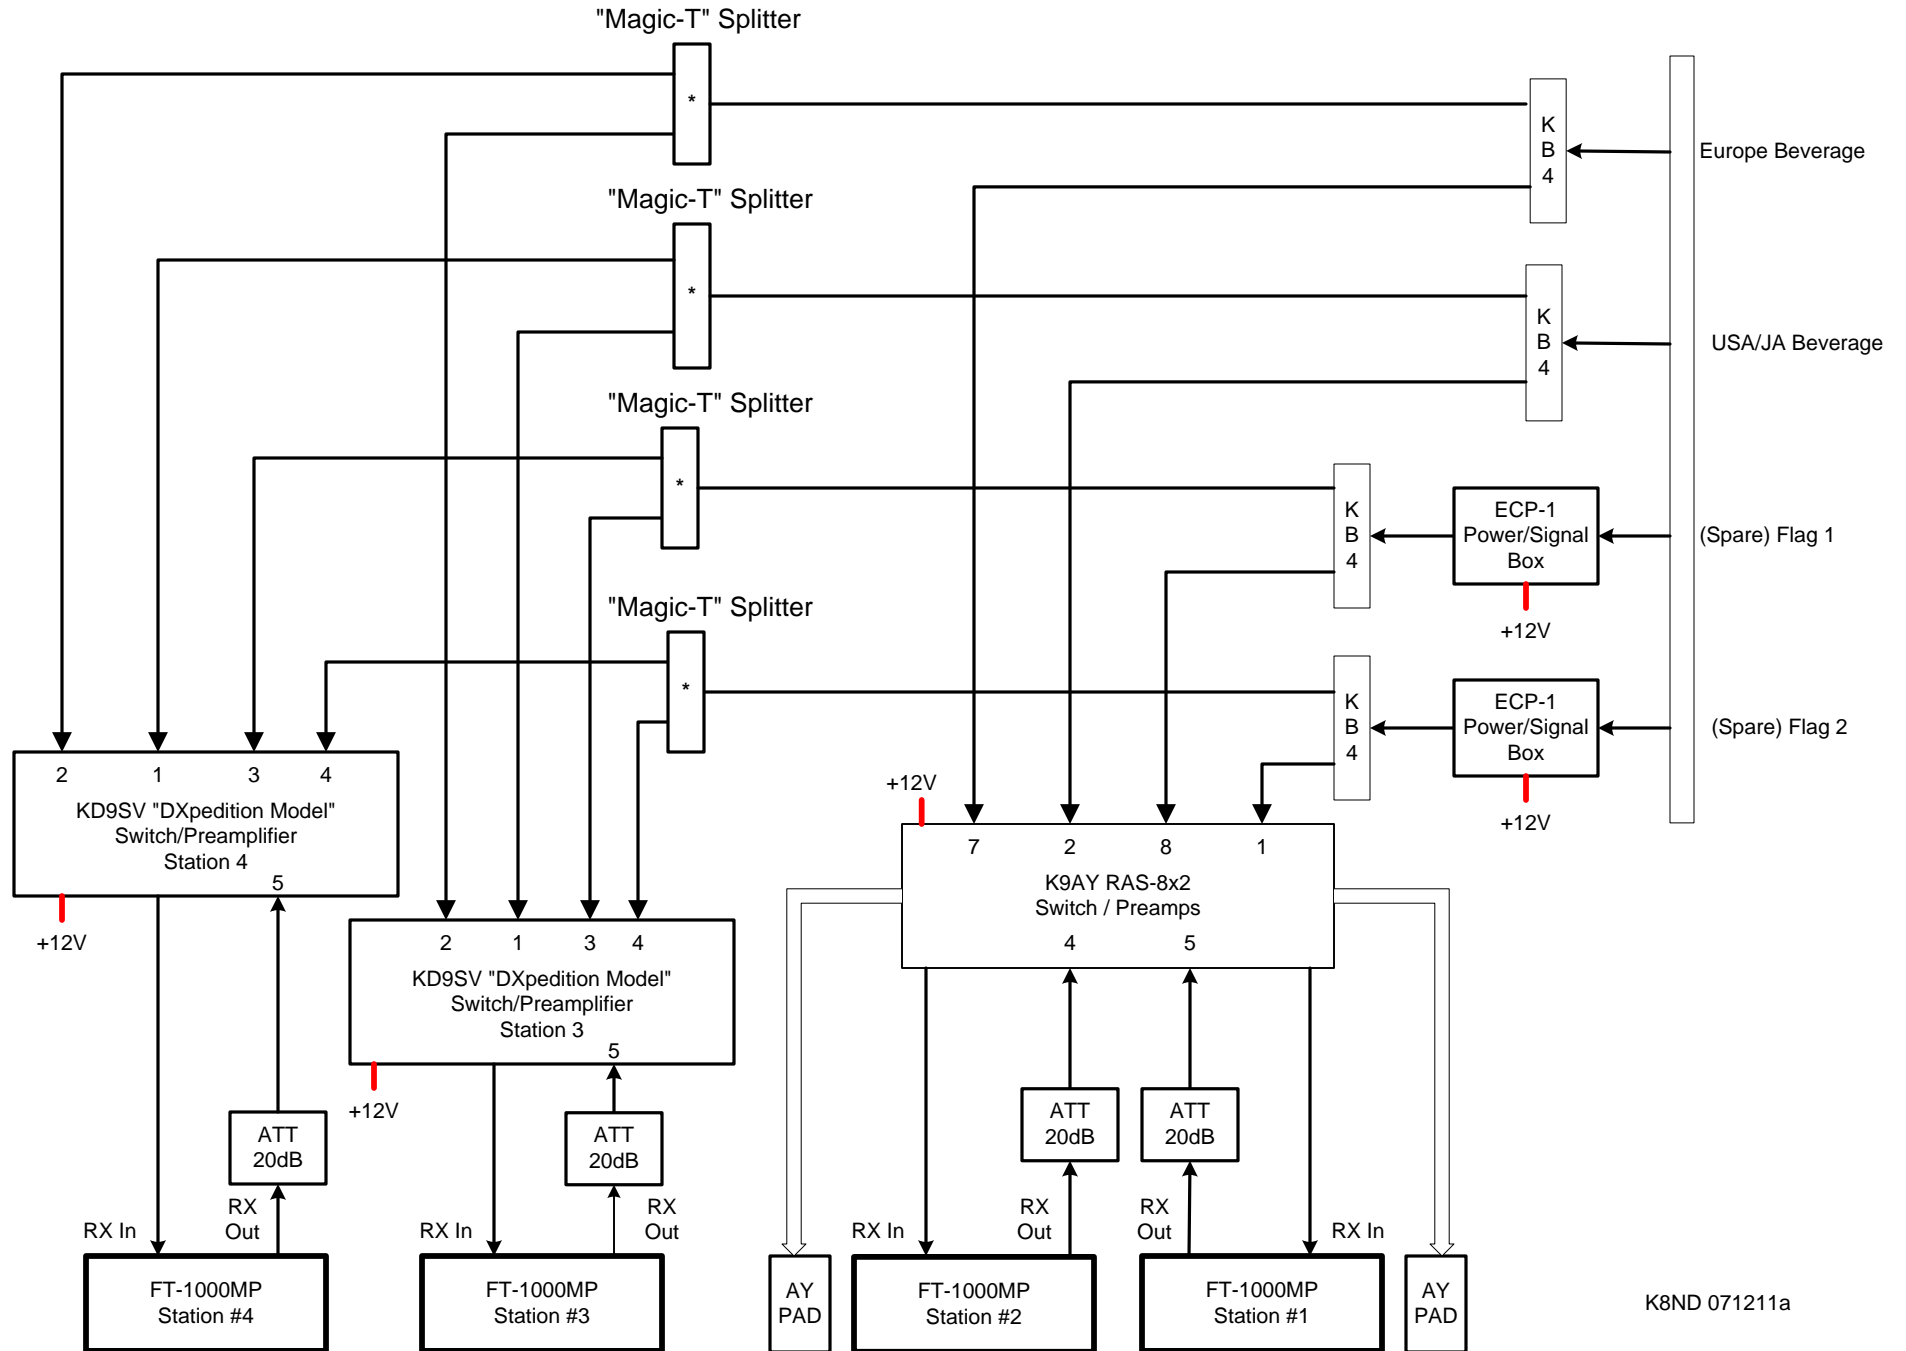 "Magic-T" Splitter
*
K
B
4
Europe Beverage
"Magic-T" Splitter
*
K
B
4
USA/JA Beverage
"Magic-T" Splitter
*
K
B
4
ECP-1
Power/Signal
Box
+12V
(Spare) Flag 1
"Magic-T" Splitter
*
K
B
4
ECP-1
Power/Signal
Box
+12V
(Spare) Flag 2
2 1 3 4
KD9SV "DXpedition Model"
Switch/Preamplifier
Station 4
5
+12V
2 1 3 4
KD9SV "DXpedition Model"
Switch/Preamplifier
Station 3
5
+12V
+12V
7 2 8 1
K9AY RAS-8x2
Switch / Preamps
4 5
ATT
20dB
ATT
20dB
ATT
20dB
ATT
20dB
RX In
RX
Out
RX In
RX
Out
RX In
RX
Out
RX
Out
RX In
FT-1000MP
Station #4
FT-1000MP
Station #3
AY
PAD
FT-1000MP
Station #2
FT-1000MP
Station #1
AY
PAD
K8ND 071211a